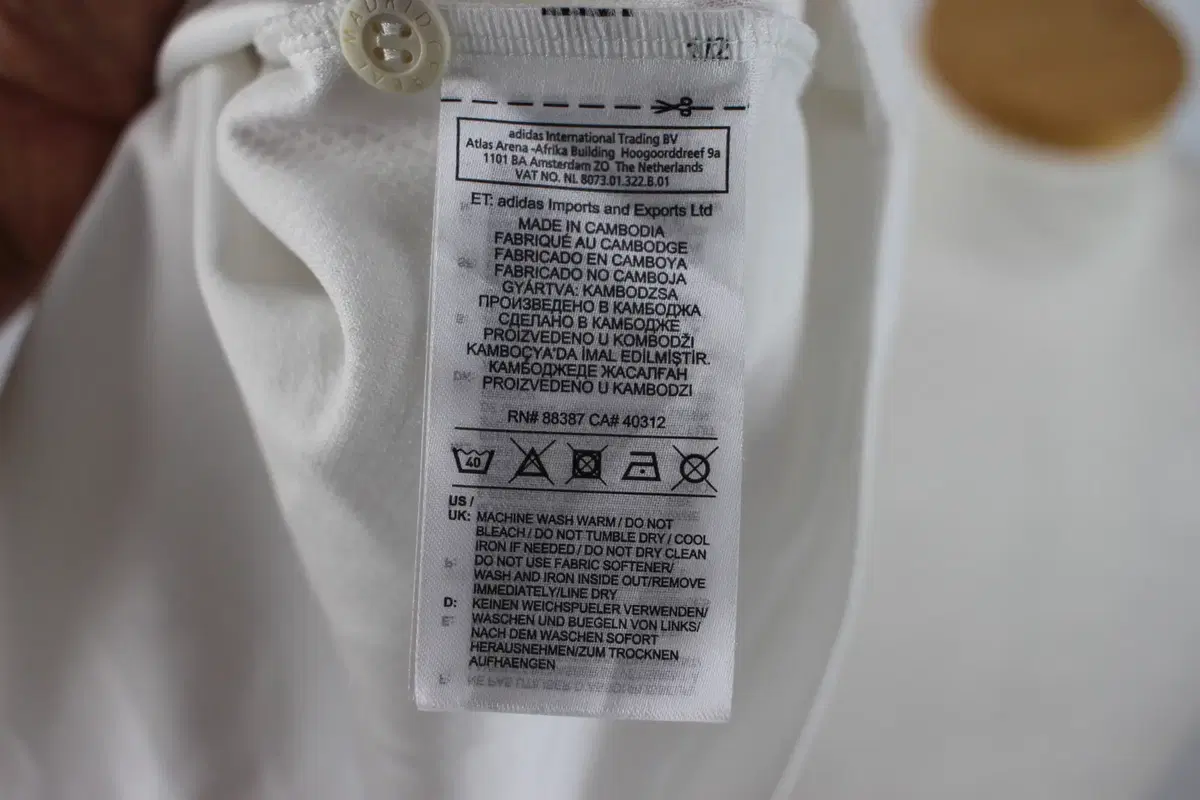 MADRID C.
adidas International Trading BV
Atlas Arena -Afrika Building Hoogoorddreef 9a
1101 BA Amsterdam ZO The Netherlands
VAT NO. NL 8073.01.322.B.01
ET: adidas Imports and Exports Ltd
MADE IN CAMBODIA
FABRIQUÉ AU CAMBODGE
FABRICADO EN CAMBOYA
FABRICADO NO CAMBOJA
GYÁRTVA: KAMBODZSA
ПРОИЗВЕДЕНО В КАМБОДЖА
СДЕЛАНО В КАМБОДЖЕ
PROIZVEDENO U KOMBODŽI
KAMBOÇYA'DA İMAL EDİLMİŞTİR.
КАМБОДЖЕДЕ ЖАСАЛҒАН
PROIZVEDENO U KAMBODZI
RN# 88387 CA# 40312
40
US /
UK: MACHINE WASH WARM / DO NOT
BLEACH / DO NOT TUMBLE DRY / COOL
IRON IF NEEDED / DO NOT DRY CLEAN
DO NOT USE FABRIC SOFTENER/
WASH AND IRON INSIDE OUT/REMOVE
IMMEDIATELY/LINE DRY
D: KEINEN WEICHSPUELER VERWENDEN/
WASCHEN UND BUEGELN VON LINKS/
NACH DEM WASCHEN SOFORT
HERAUSNEHMEN/ZUM TROCKNEN
AUFHAENGEN